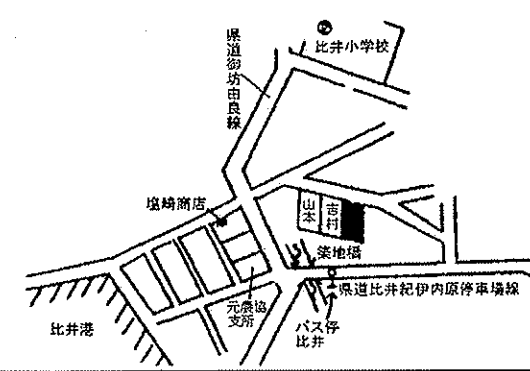 比井小学校
県道御坊由良線
塩崎商店
山本
吉村
築地橋
元農協
支所
県道比井紀伊内原停車場線
比井港
バス停
比井